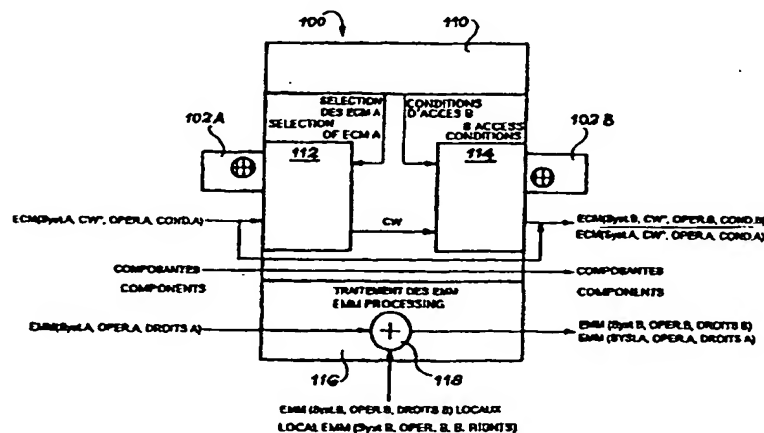 100
110
SELECTION
DES ECM A
CONDITIONS
D'ACCES B
SELECTION
OF ECM A
B ACCESS
CONDITIONS
102A
102B
112
114
ECM(Syst.A, CW", OPER.A, COND.A)
CW
ECM(Syst.B, CW", OPER.B, COND.B)
ECM(Syst.A, CW", OPER.A, COND.A)
COMPOSANTES
COMPOSANTES
COMPONENTS
COMPONENTS
TRAITEMENT DES EMM
EMM PROCESSING
EMM(Syst.A, OPER.A, DROITS A)
+
EMM (Syst B, OPER.B, DROITS B)
EMM (SYST.A, OPER.A, DROITS A)
116
118
EMM (Syst.B, OPER.B, DROITS B) LOCAUX
LOCAL EMM (Syst B, OPER. B, B. RIGHTS)